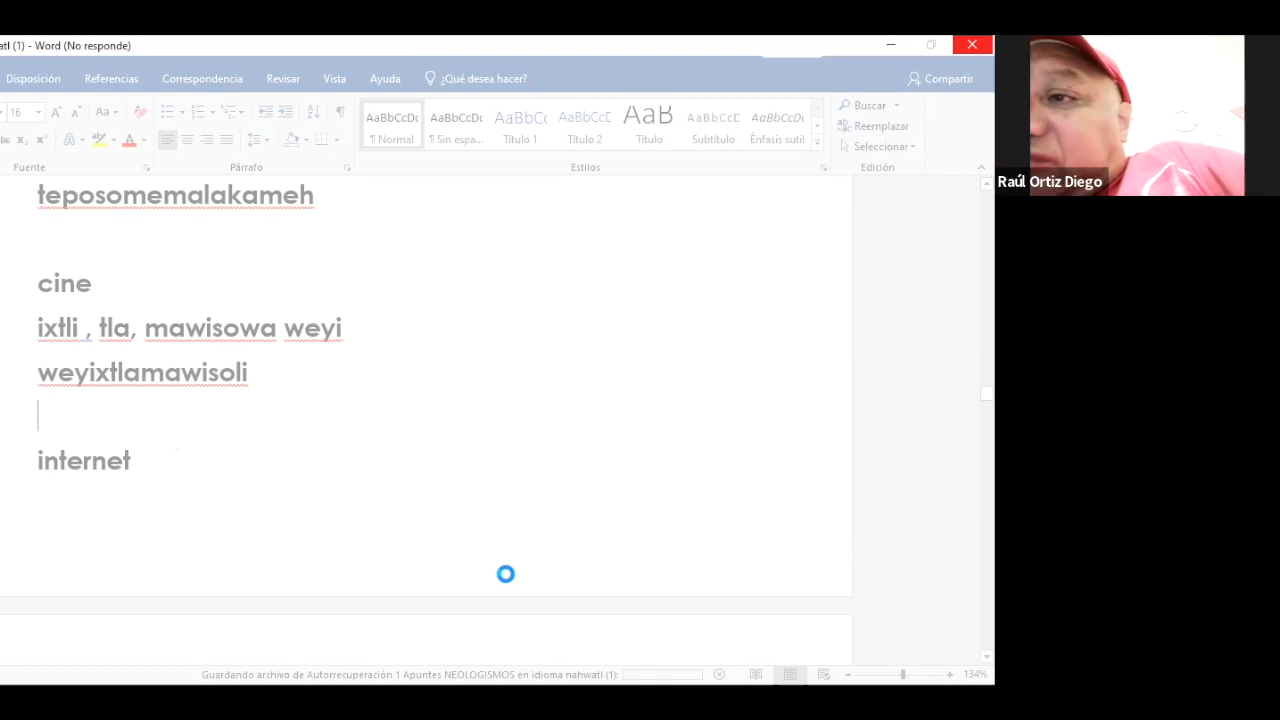 atl (1) - Word (No responde)
Disposición Referencias Correspondencia Revisar Vista Ayuda ¿Qué desea hacer? Compartir
16 Aa
AaBbCcDc AaBbCcDc AaBbCc AaBbCcE AaB AaBbCcD AaBbCcDc
¶ Normal ¶ Sin espa... Título 1 Título 2 Título Subtítulo Énfasis sutil
Buscar
Reemplazar
Seleccionar
Fuente Párrafo Estilos Edición
Raúl Ortiz Diego
teposomemalakameh
cine
ixtli , tla, mawisowa weyi
weyixtlamawisoli
internet
Guardando archivo de Autorrecuperación 1 Apuntes NEOLOGISMOS en idioma nahwatl (1): 134%